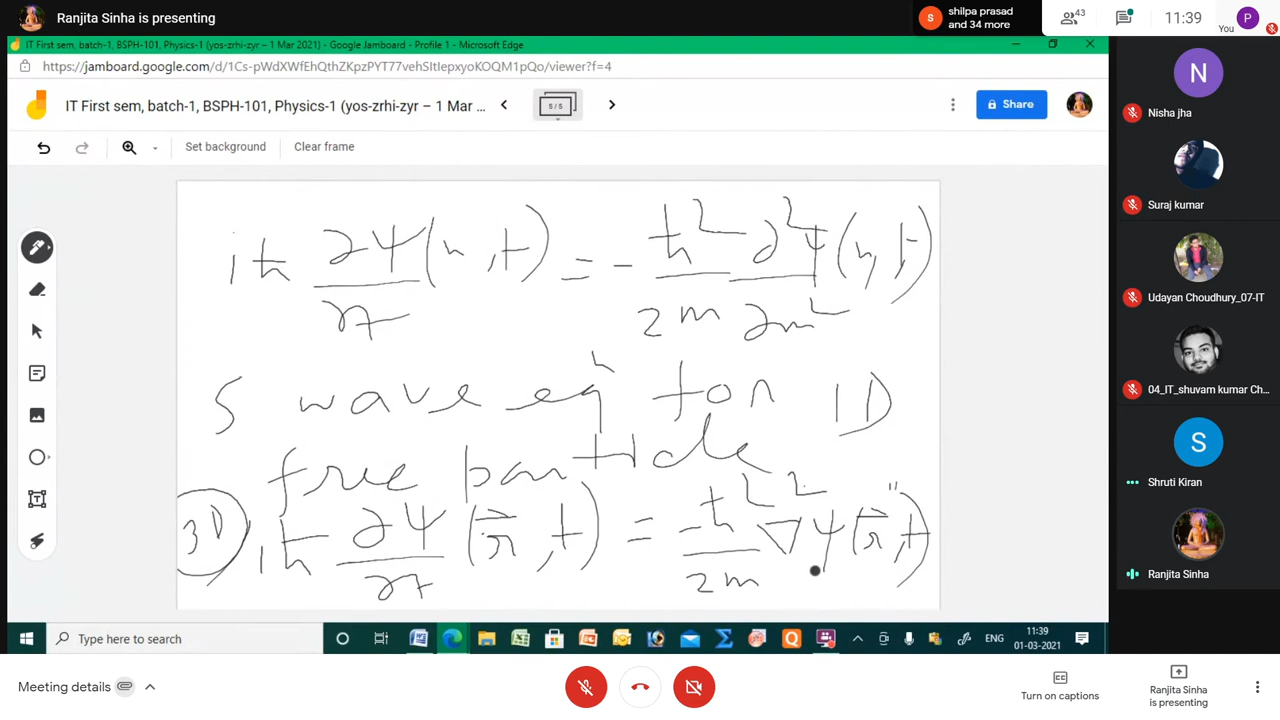 Ranjita Sinha is presenting
shilpa prasad
and 34 more
43
11:39
You
P
IT First sem, batch-1, BSPH-101, Physics-1 (yos-zrhi-zyr – 1 Mar 2021) - Google Jamboard - Profile 1 - Microsoft Edge
https://jamboard.google.com/d/1Cs-pWdXWfEhQthZKpzPYT77vehSItIepxyoKOQM1pQo/viewer?f=4
IT First sem, batch-1, BSPH-101, Physics-1 (yos-zrhi-zyr – 1 Mar ...
5 / 5
Share
Set background
Clear frame
iħ ∂Ψ(x,t)/∂t = - ħ²/2m ∂²Ψ(x,t)/∂x²
S wave eqⁿ for 1D
free particle
3D iħ ∂Ψ/∂t (r⃗,t) = -ħ²/2m ∇²Ψ(r⃗,t)
N
Nisha jha
Suraj kumar
Udayan Choudhury_07-IT
04_IT_shuvam kumar Ch...
S
Shruti Kiran
Ranjita Sinha
Type here to search
ENG
11:39
01-03-2021
Meeting details
Turn on captions
Ranjita Sinha
is presenting